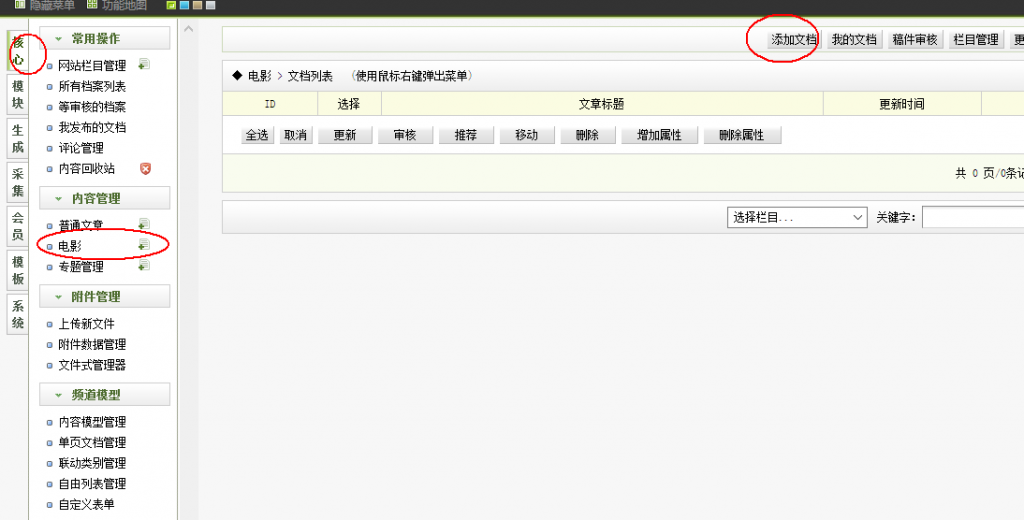 隐藏菜单 功能地图
核心
模块
生成
采集
会员
模板
系统
常用操作
网站栏目管理
所有档案列表
等审核的档案
我发布的文档
评论管理
内容回收站
内容管理
普通文章
电影
专题管理
附件管理
上传新文件
附件数据管理
文件式管理器
频道模型
内容模型管理
单页文档管理
联动类别管理
自由列表管理
自定义表单
添加文档 我的文档 稿件审核 栏目管理 更
◆ 电影 > 文档列表 （使用鼠标右键弹出菜单）
ID 选择 文章标题 更新时间
全选 取消 更新 审核 推荐 移动 删除 增加属性 删除属性
共 0 页/0条记
选择栏目... 关键字：